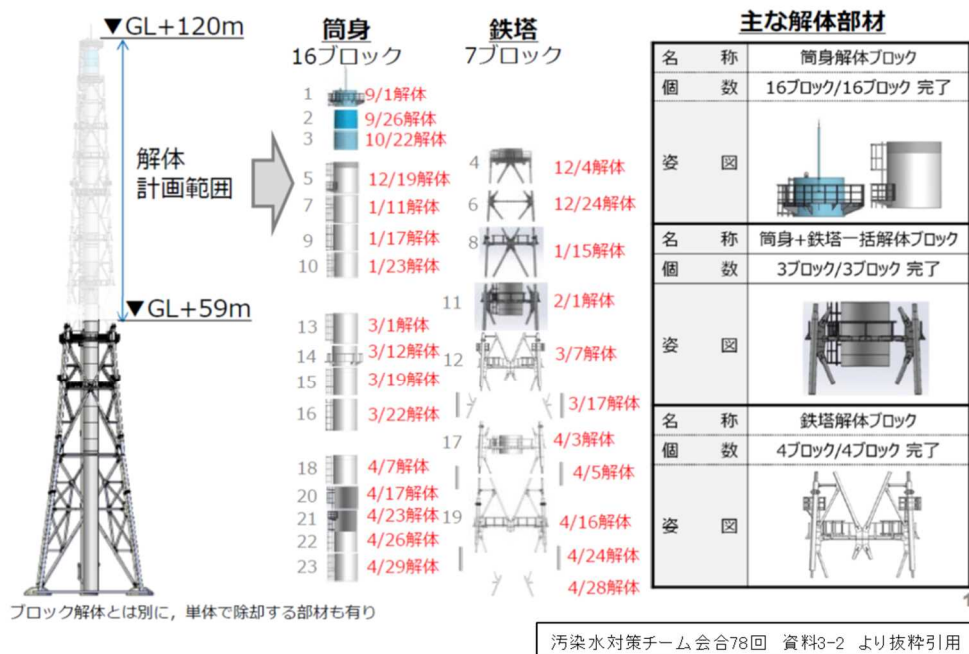 ▼GL+120m
解体
計画範囲
▼GL+59m
筒身
16ブロック
1 9/1解体
2 9/26解体
3 10/22解体
5 12/19解体
7 1/11解体
9 1/17解体
10 1/23解体
13 3/1解体
14 3/12解体
15 3/19解体
16 3/22解体
18 4/7解体
20 4/17解体
21 4/23解体
22 4/26解体
23 4/29解体
鉄塔
7ブロック
4 12/4解体
6 12/24解体
8 1/15解体
11 2/1解体
12 3/7解体
3/17解体
17 4/3解体
4/5解体
19 4/16解体
4/24解体
4/28解体
主な解体部材
名 称 筒身解体ブロック
個 数 16ブロック/16ブロック 完了
姿 図
名 称 筒身+鉄塔一括解体ブロック
個 数 3ブロック/3ブロック 完了
姿 図
名 称 鉄塔解体ブロック
個 数 4ブロック/4ブロック 完了
姿 図
ブロック解体とは別に，単体で除却する部材も有り
汚染水対策チーム会合78回 資料3-2 より抜粋引用